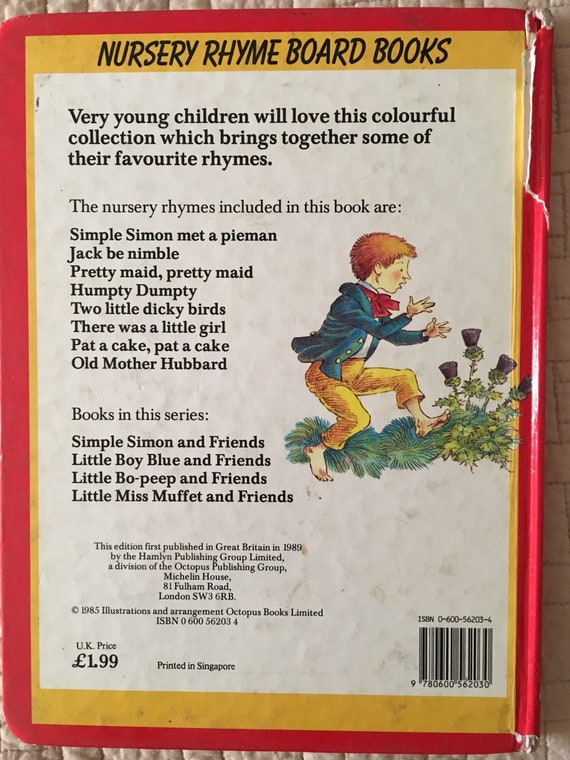 NURSERY RHYME BOARD BOOKS
Very young children will love this colourful
collection which brings together some of
their favourite rhymes.
The nursery rhymes included in this book are:
Simple Simon met a pieman
Jack be nimble
Pretty maid, pretty maid
Humpty Dumpty
Two little dicky birds
There was a little girl
Pat a cake, pat a cake
Old Mother Hubbard
Books in this series:
Simple Simon and Friends
Little Boy Blue and Friends
Little Bo-peep and Friends
Little Miss Muffet and Friends
This edition first published in Great Britain in 1989
by the Hamlyn Publishing Group Limited,
a division of the Octopus Publishing Group,
Michelin House,
81 Fulham Road,
London SW3 6RB.
© 1985 Illustrations and arrangement Octopus Books Limited
ISBN 0 600 56203 4
U.K. Price
£1.99
Printed in Singapore
ISBN 0-600-56203-4
9 780600 562030